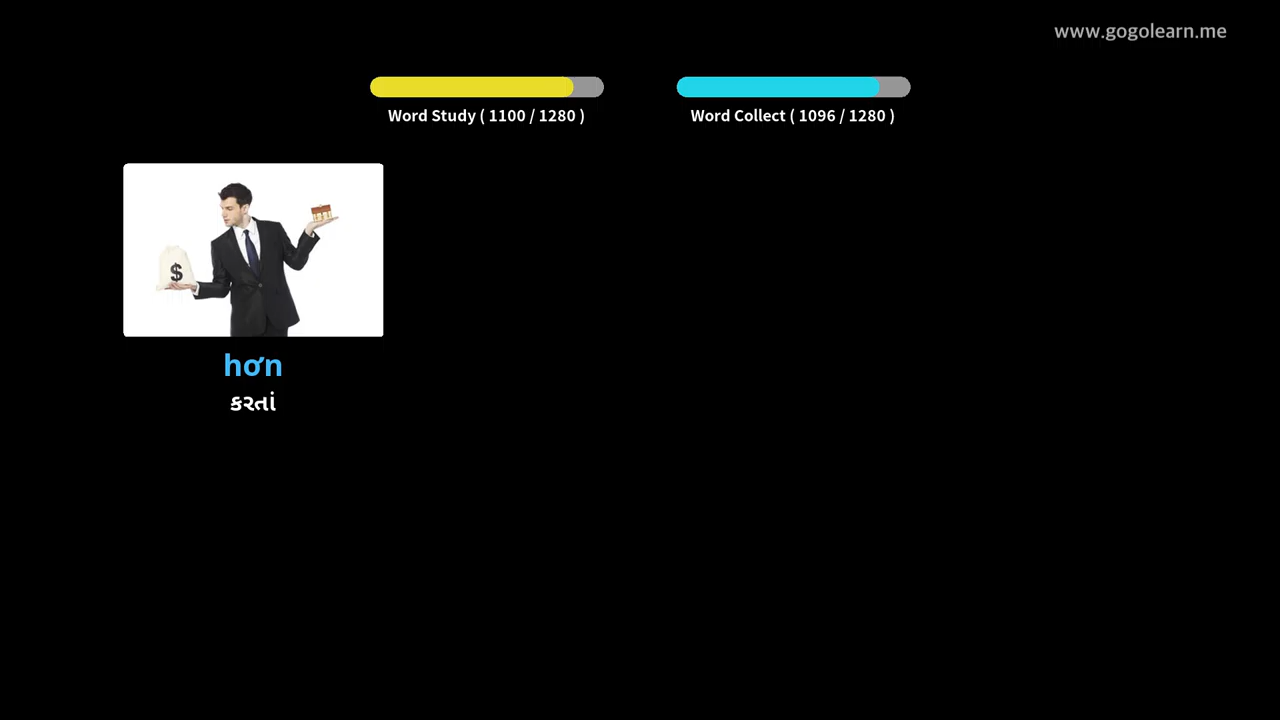 www.gogolearn.me
Word Study ( 1100 / 1280 )
Word Collect ( 1096 / 1280 )
$
hơn
કરતાં